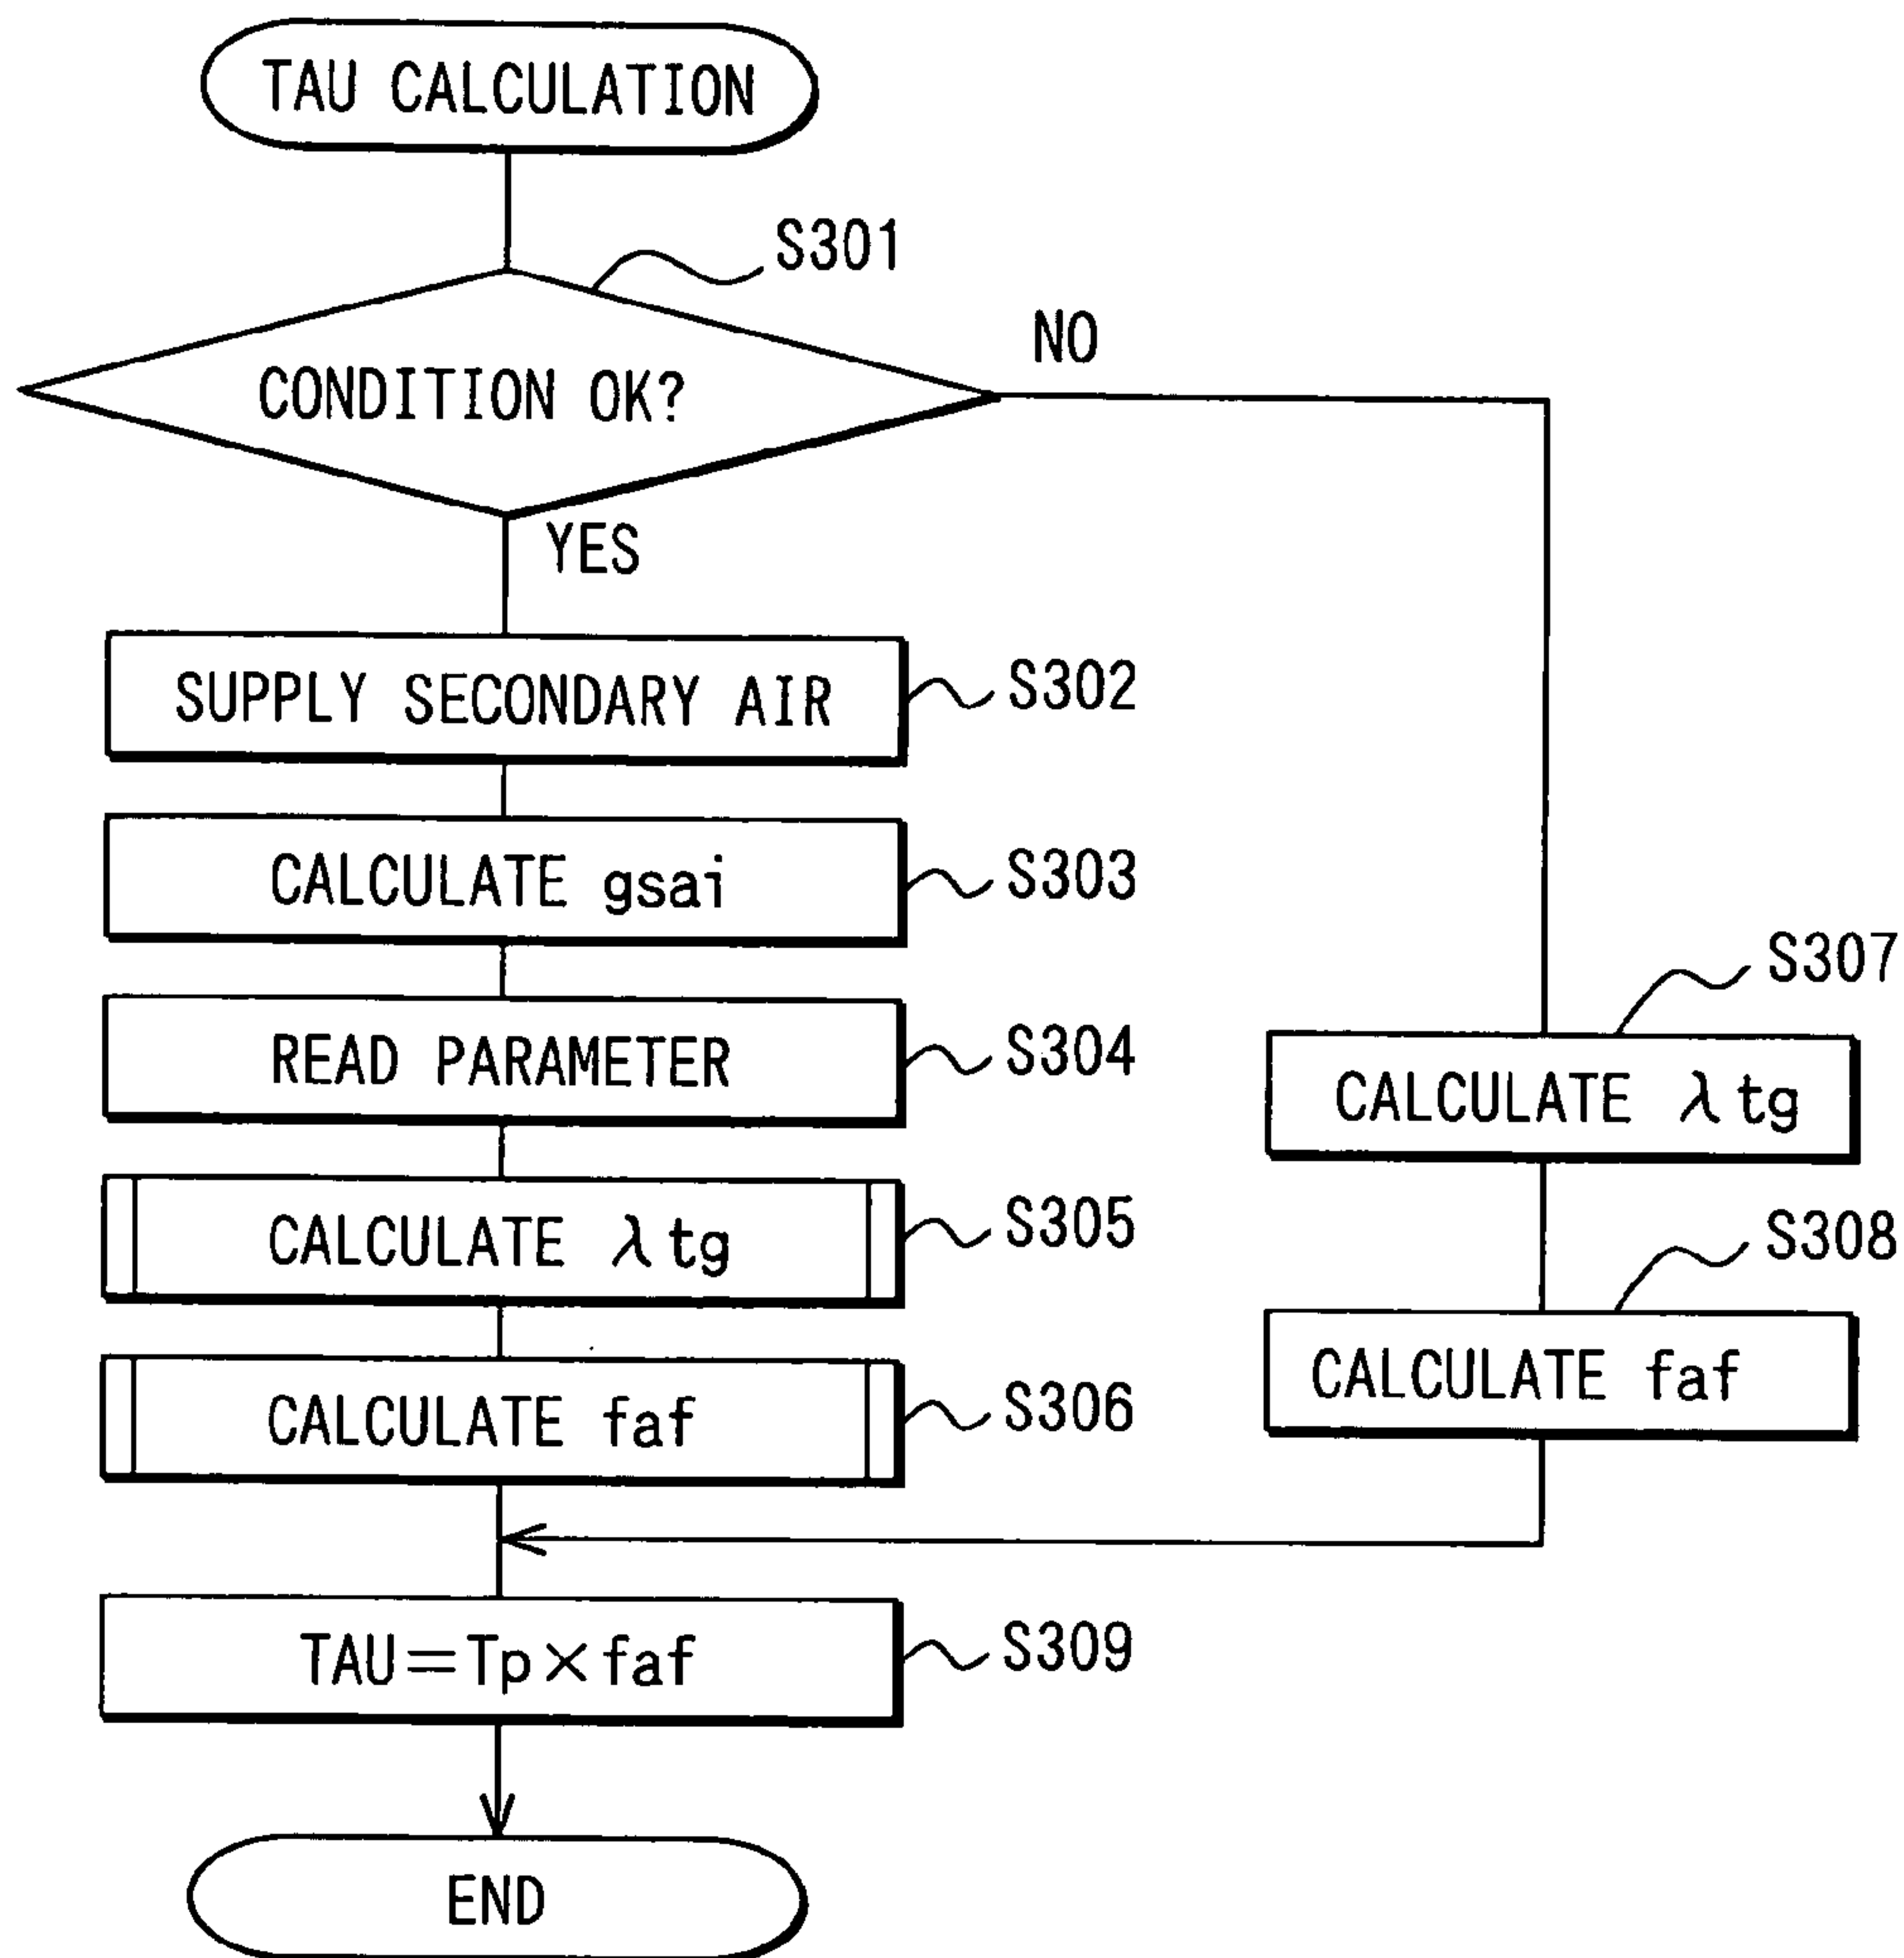 TAU CALCULATION
S301
CONDITION OK?
NO
YES
SUPPLY SECONDARY AIR
S302
CALCULATE gsai
S303
READ PARAMETER
S304
CALCULATE λtg
S305
CALCULATE faf
S306
S307
CALCULATE λtg
S308
CALCULATE faf
TAU=Tp×faf
S309
END